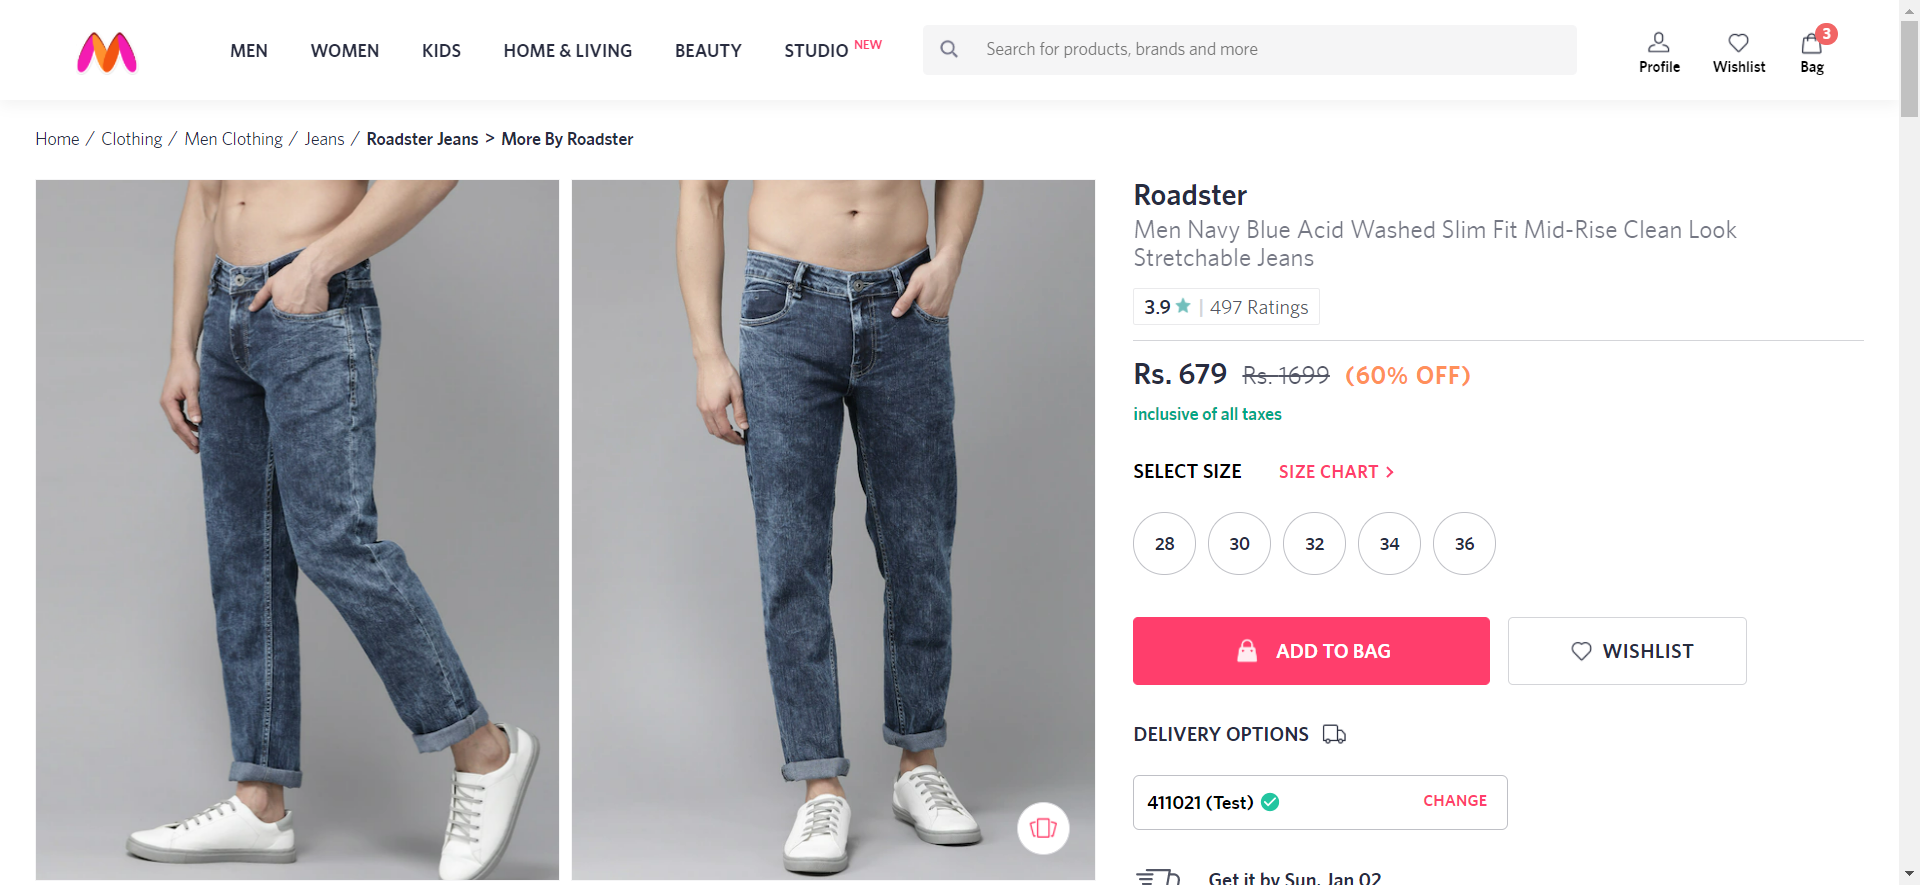 MEN WOMEN KIDS HOME & LIVING BEAUTY STUDIO NEW Search for products, brands and more 3
Profile Wishlist Bag
Home / Clothing / Men Clothing / Jeans / Roadster Jeans > More By Roadster
Roadster
Men Navy Blue Acid Washed Slim Fit Mid-Rise Clean Look
Stretchable Jeans
3.9 ★ | 497 Ratings
Rs. 679 Rs. 1699 (60% OFF)
inclusive of all taxes
SELECT SIZE SIZE CHART >
28 30 32 34 36
ADD TO BAG WISHLIST
DELIVERY OPTIONS
411021 (Test) CHANGE
Get it by Sun, Jan 02